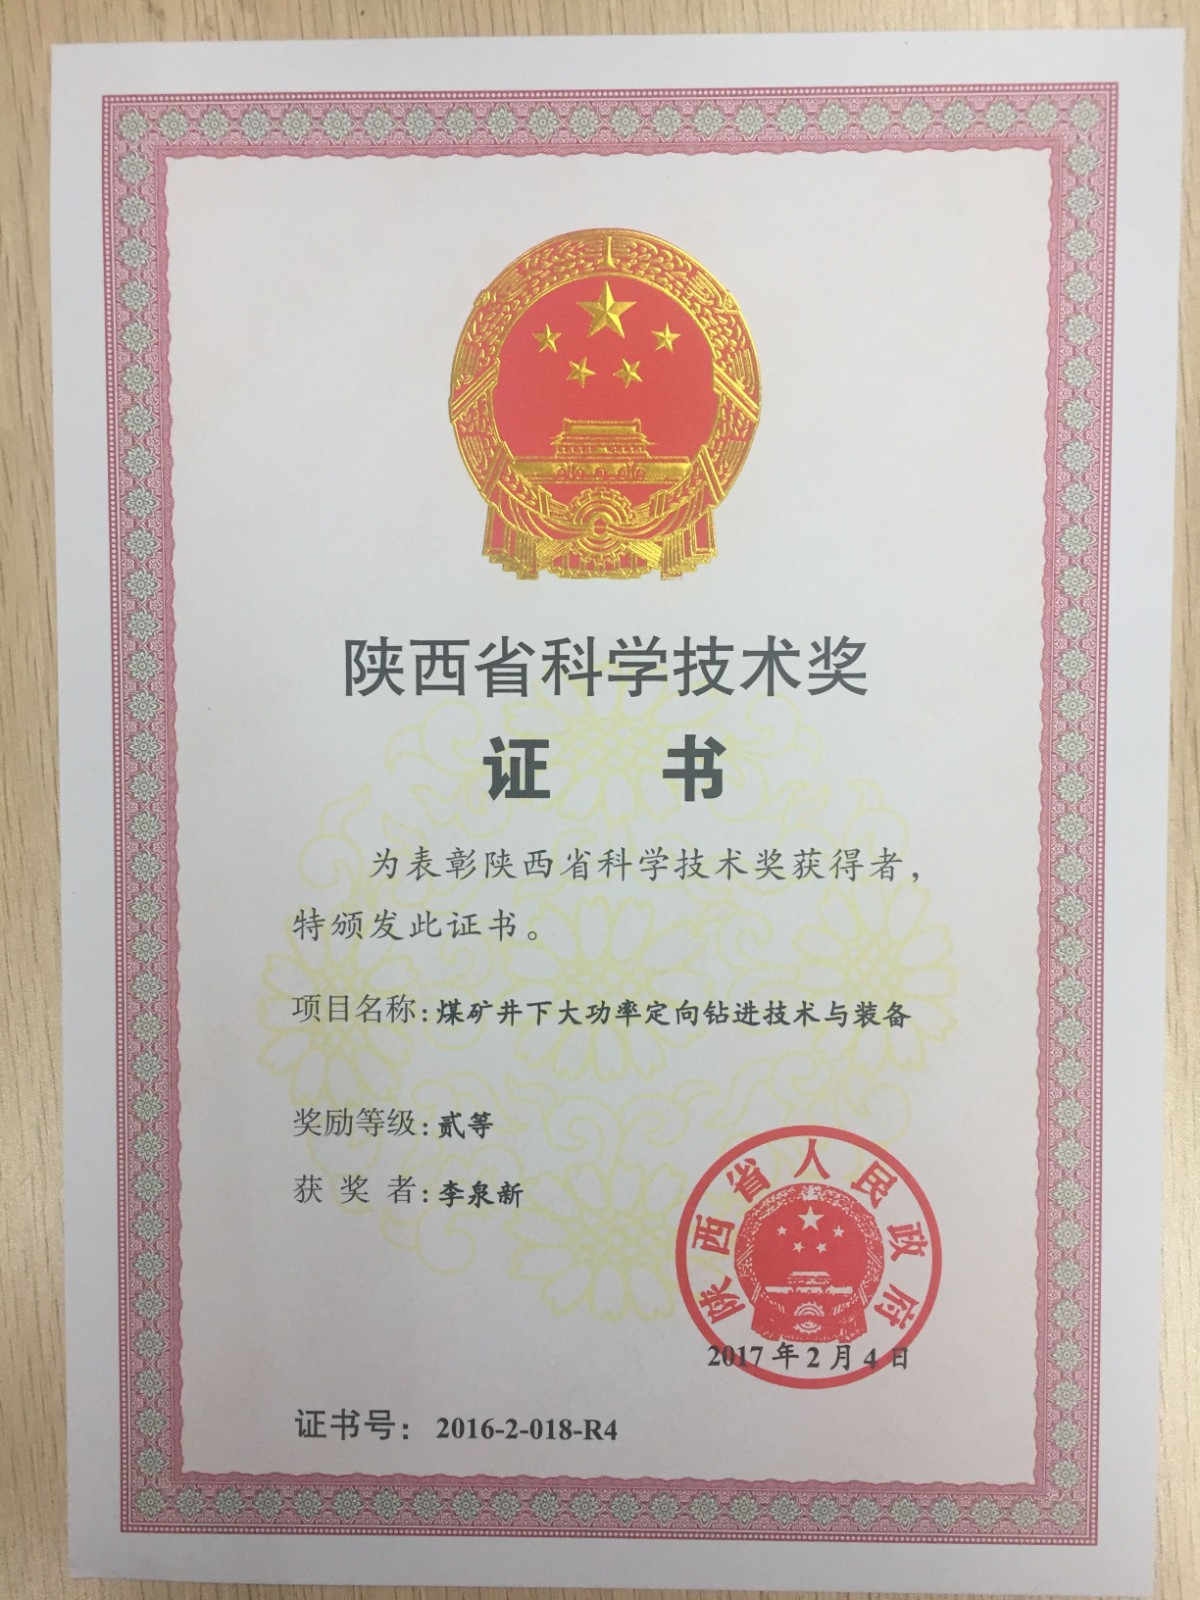 陕西省科学技术奖
证 书
为表彰陕西省科学技术奖获得者，
特颁发此证书。
项目名称:煤矿井下大功率定向钻进技术与装备
奖励等级:贰等
获 奖 者:李泉新
陕西省人民政府
2017年2月4日
证书号: 2016-2-018-R4